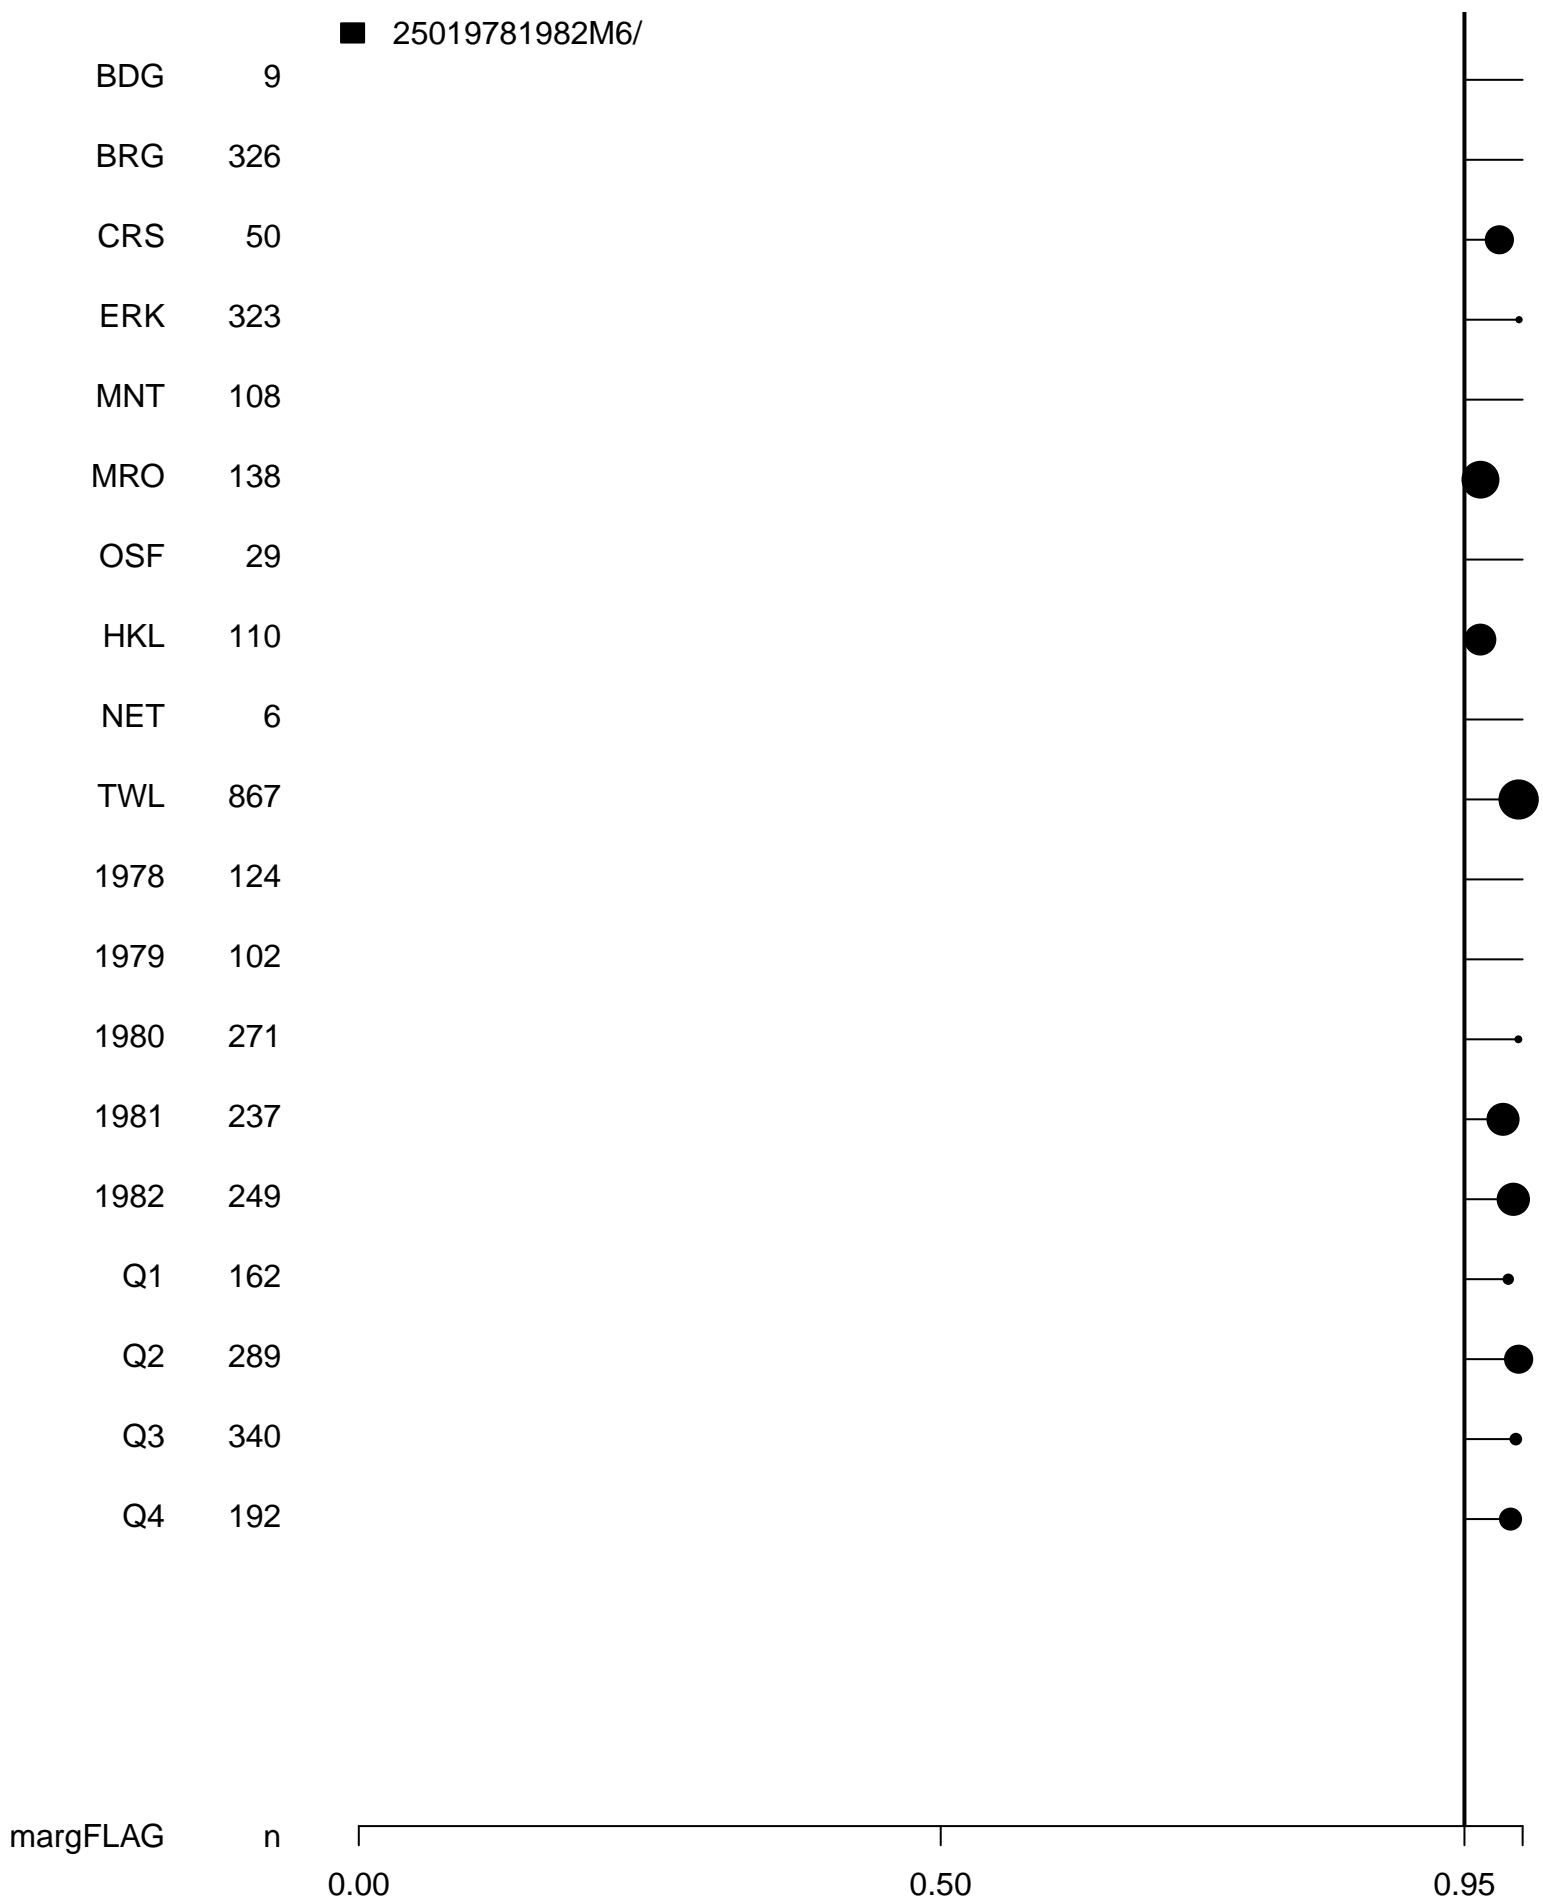 25019781982M6/
BDG 9
BRG 326
CRS 50
ERK 323
MNT 108
MRO 138
OSF 29
HKL 110
NET 6
TWL 867
1978 124
1979 102
1980 271
1981 237
1982 249
Q1 162
Q2 289
Q3 340
Q4 192
margFLAG n
0.00 0.50 0.95